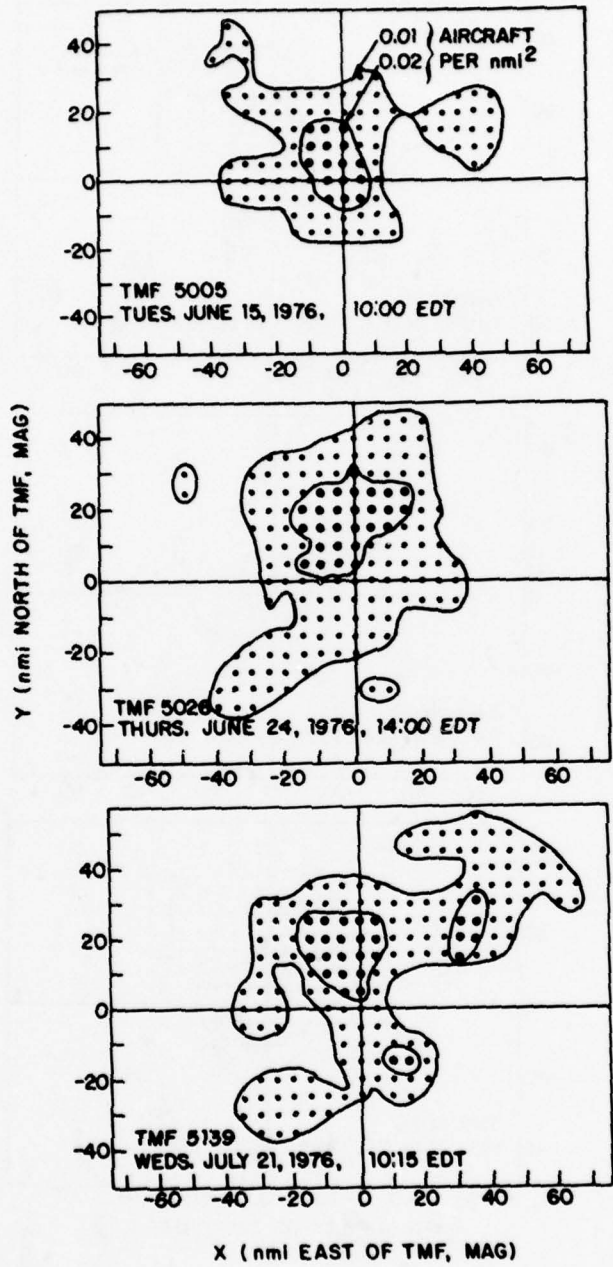 40
20
0
-20
-40
0.01 } AIRCRAFT
0.02 } PER nmi²
TMF 5005
TUES. JUNE 15, 1976, 10:00 EDT
-60 -40 -20 0 20 40 60
40
20
0
-20
-40
TMF 5026
THURS. JUNE 24, 1976, 14:00 EDT
-60 -40 -20 0 20 40 60
40
20
0
-20
-40
TMF 5139
WEDS. JULY 21, 1976, 10:15 EDT
-60 -40 -20 0 20 40 60
Y (nmi NORTH OF TMF, MAG)
X (nmi EAST OF TMF, MAG)